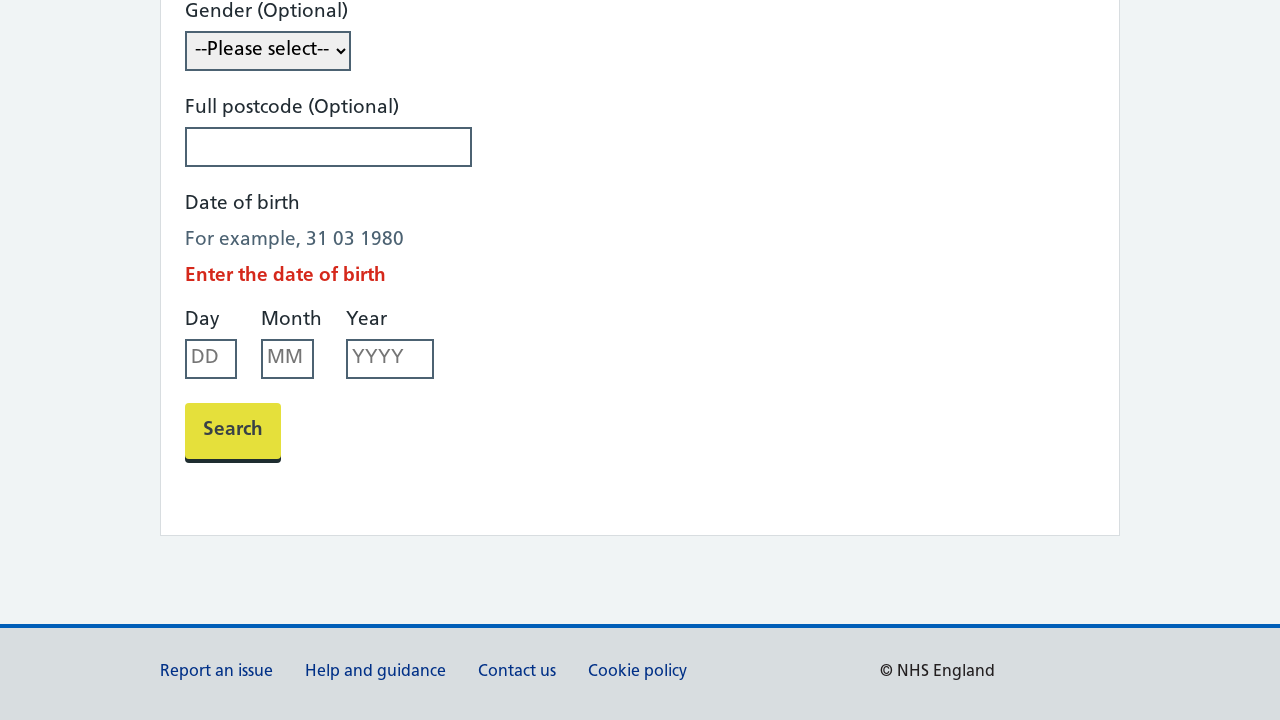 Gender (Optional)
--Please select--
Full postcode (Optional)
Date of birth
For example, 31 03 1980
Enter the date of birth
Day Month Year
DD MM YYYY
Search
Report an issue Help and guidance Contact us Cookie policy © NHS England